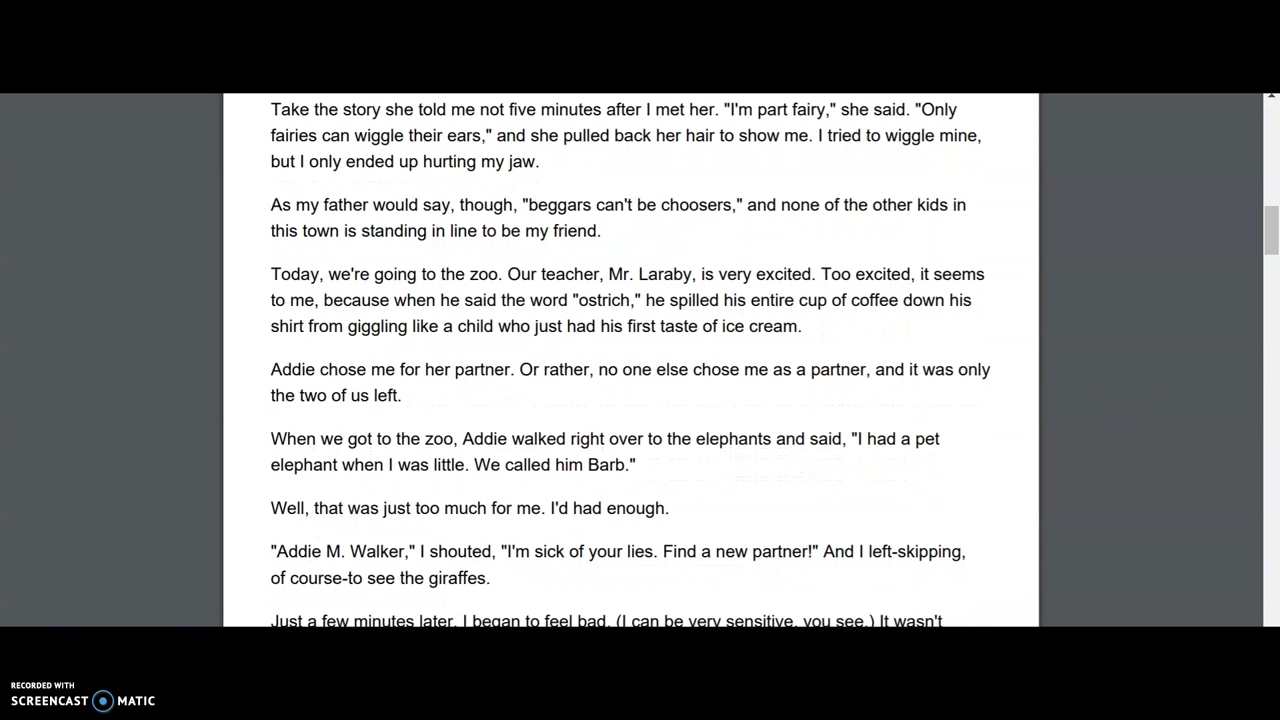 Take the story she told me not five minutes after I met her. "I'm part fairy," she said. "Only
fairies can wiggle their ears," and she pulled back her hair to show me. I tried to wiggle mine,
but I only ended up hurting my jaw.
As my father would say, though, "beggars can't be choosers," and none of the other kids in
this town is standing in line to be my friend.
Today, we're going to the zoo. Our teacher, Mr. Laraby, is very excited. Too excited, it seems
to me, because when he said the word "ostrich," he spilled his entire cup of coffee down his
shirt from giggling like a child who just had his first taste of ice cream.
Addie chose me for her partner. Or rather, no one else chose me as a partner, and it was only
the two of us left.
When we got to the zoo, Addie walked right over to the elephants and said, "I had a pet
elephant when I was little. We called him Barb."
Well, that was just too much for me. I'd had enough.
"Addie M. Walker," I shouted, "I'm sick of your lies. Find a new partner!" And I left-skipping,
of course-to see the giraffes.
Just a few minutes later, I began to feel bad. (I can be very sensitive, you see.) It wasn't
RECORDED WITH
SCREENCAST MATIC